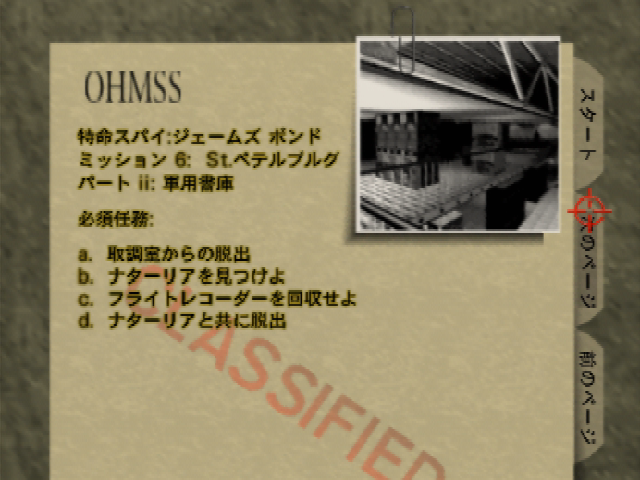 OHMSS
特命スパイ:ジェームズ ボンド
ミッション 6: St.ペテルブルグ
パート ii: 軍用書庫
必須任務:
a. 取調室からの脱出
b. ナターリアを見つけよ
c. フライトレコーダーを回収せよ
d. ナターリアと共に脱出
CLASSIFIED
スタート
次のページ
前のページ